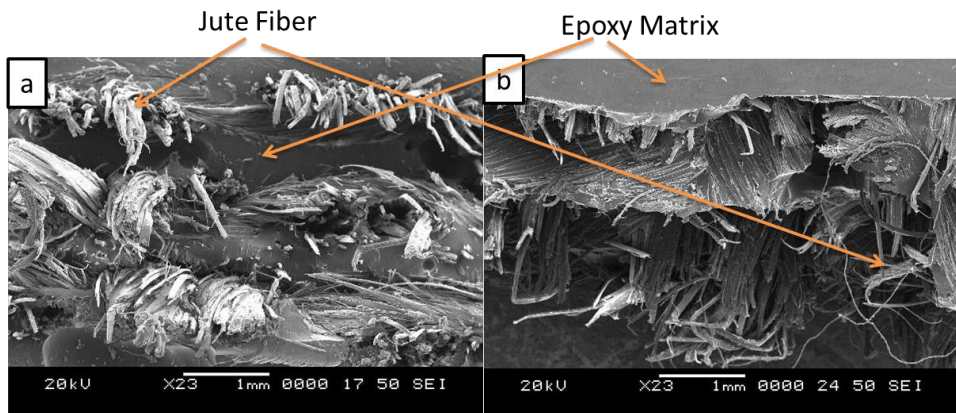 Jute Fiber
Epoxy Matrix
a
b
20kV X23 1mm 0000 17 50 SEI
20kV X23 1mm 0000 24 50 SEI